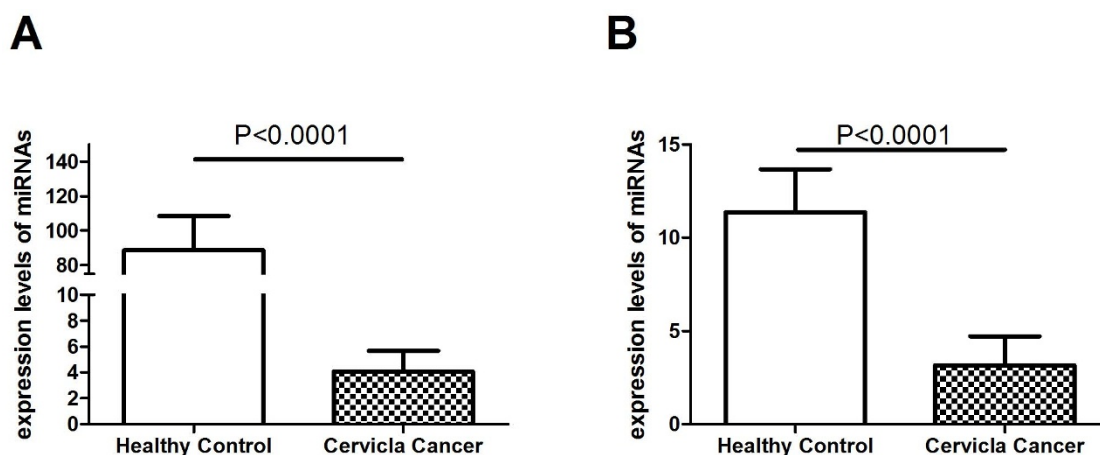 A
P<0.0001
expression levels of miRNAs
140
120
100
80
10
8
6
4
2
0
Healthy Control
Cervicla Cancer
B
P<0.0001
expression levels of miRNAs
15
10
5
0
Healthy Control
Cervicla Cancer